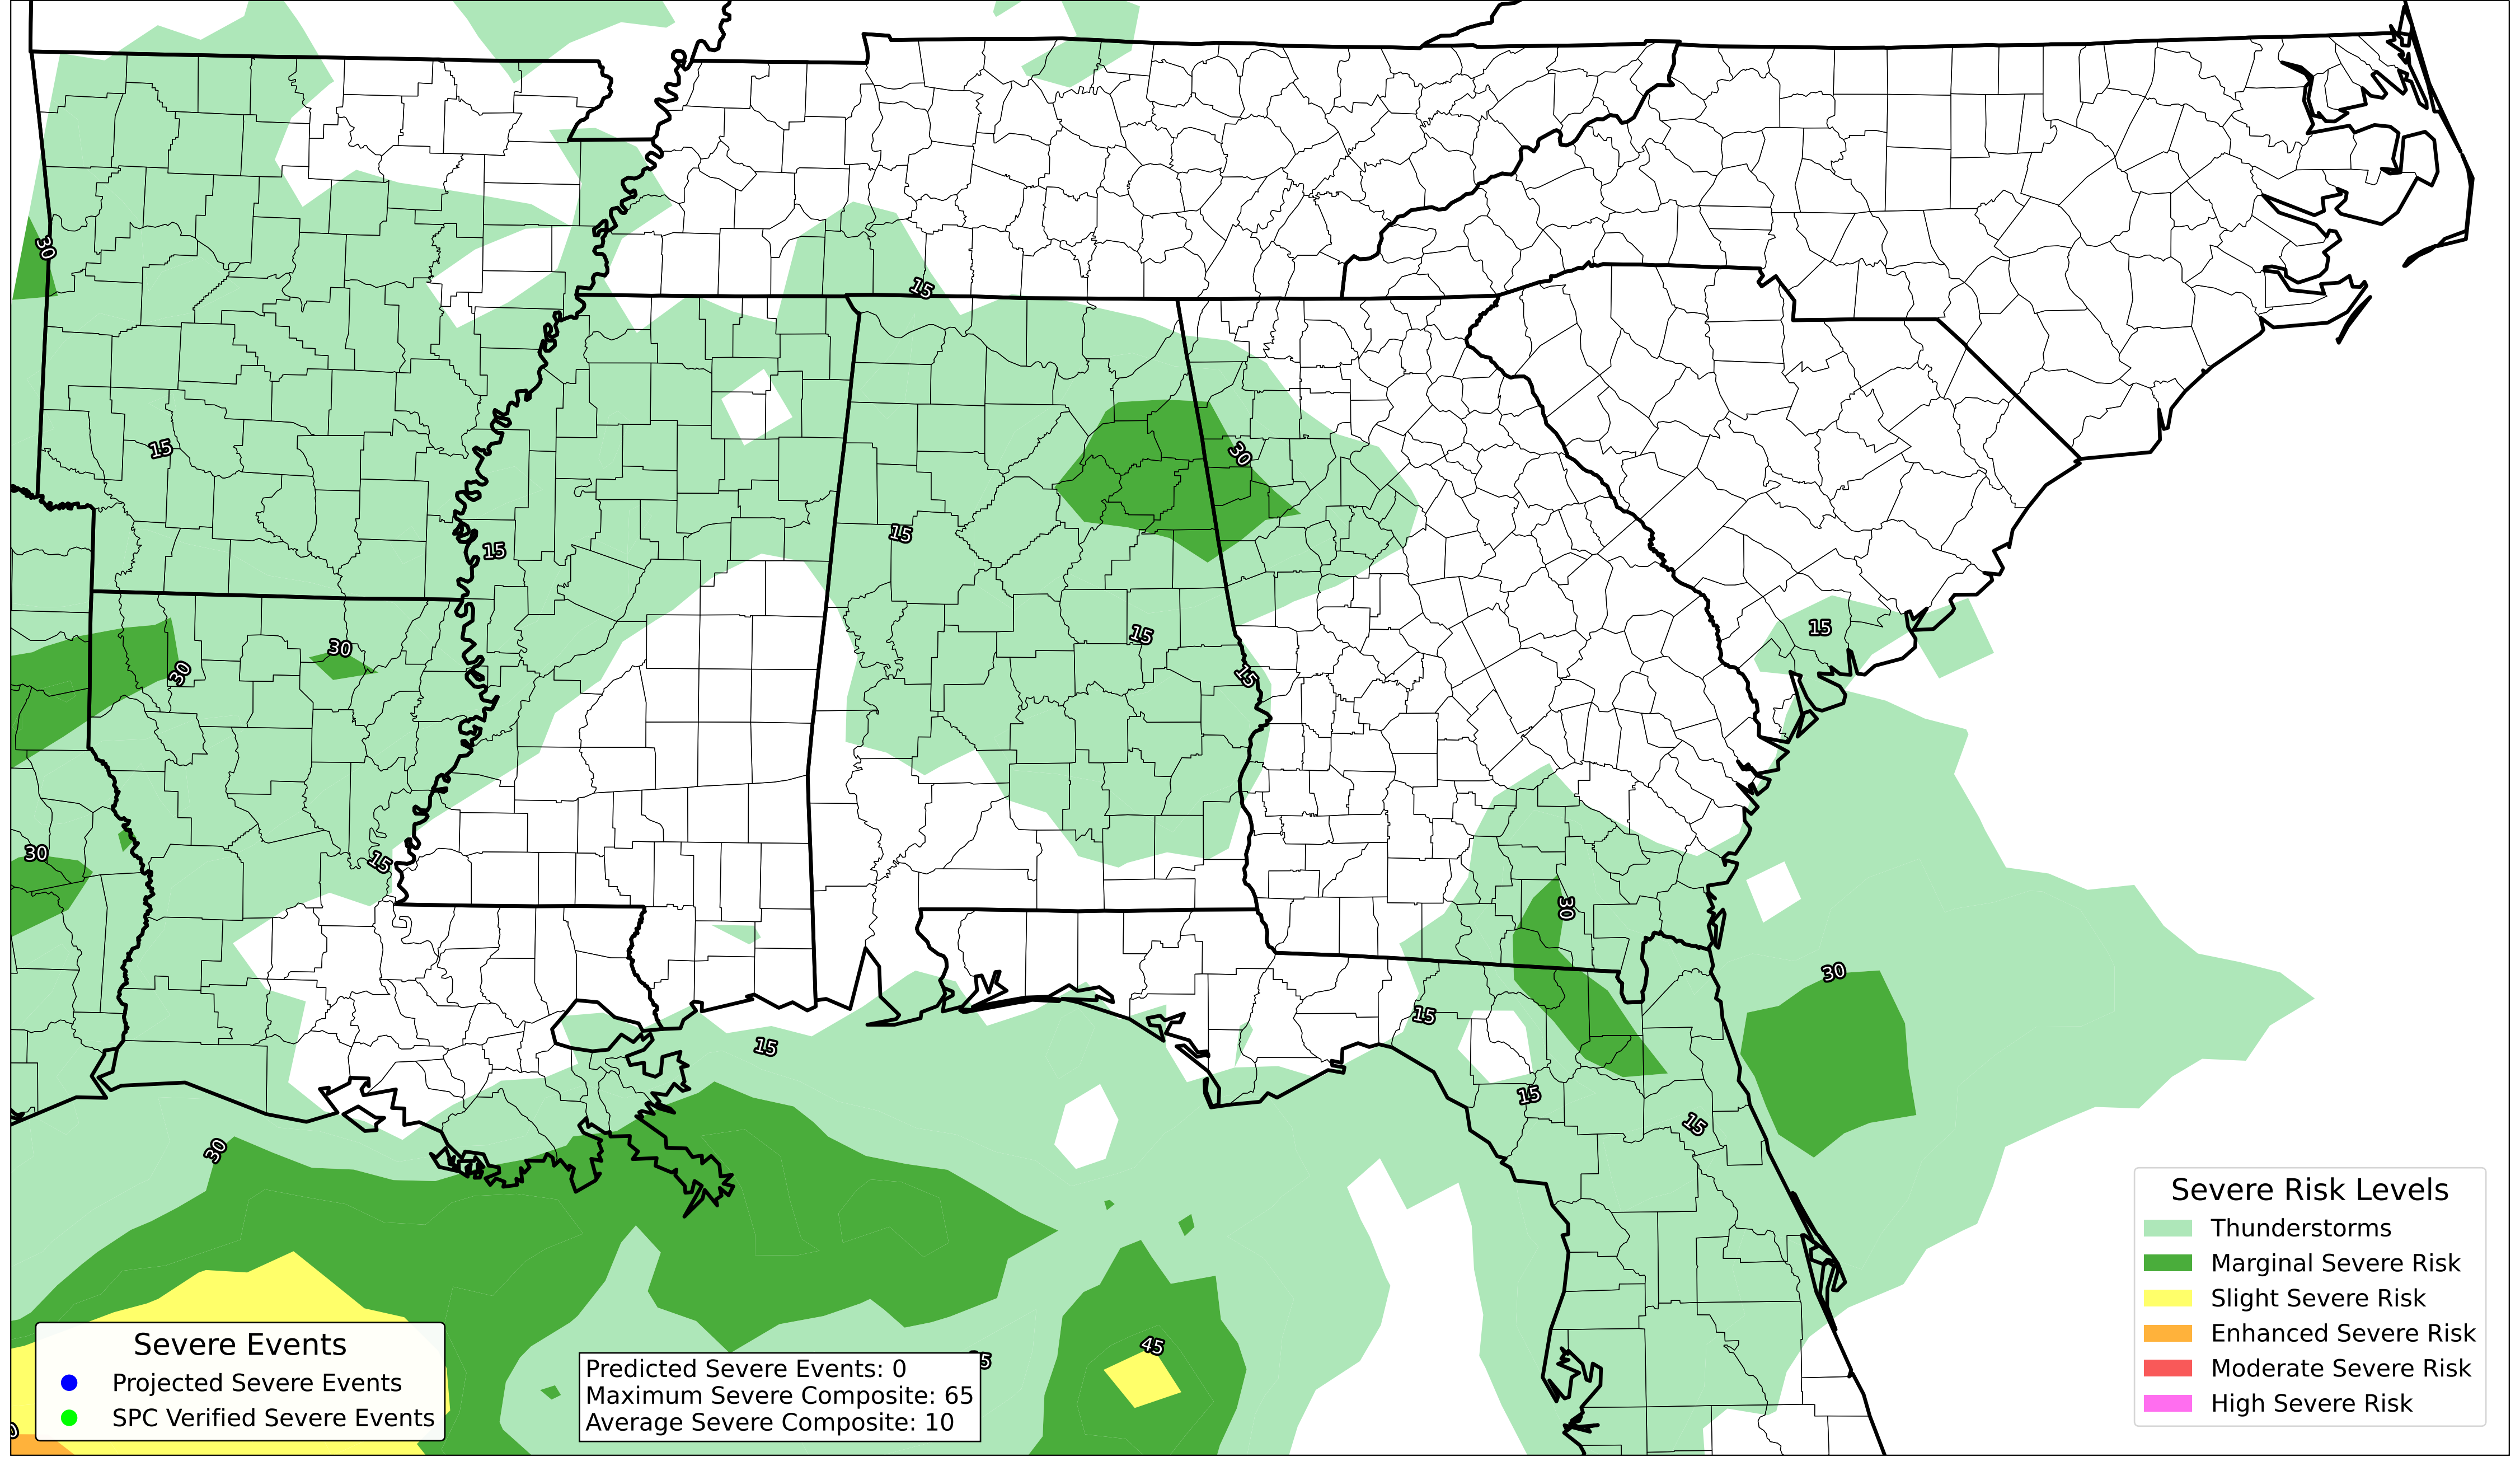 30
15
15
30
15
15
30
30
15
15
15
30
15
30
30
15
15
15
15
30
45
Severe Risk Levels
Thunderstorms
Marginal Severe Risk
Slight Severe Risk
Enhanced Severe Risk
Moderate Severe Risk
High Severe Risk
Severe Events
Projected Severe Events
SPC Verified Severe Events
Predicted Severe Events: 0
Maximum Severe Composite: 65
Average Severe Composite: 10